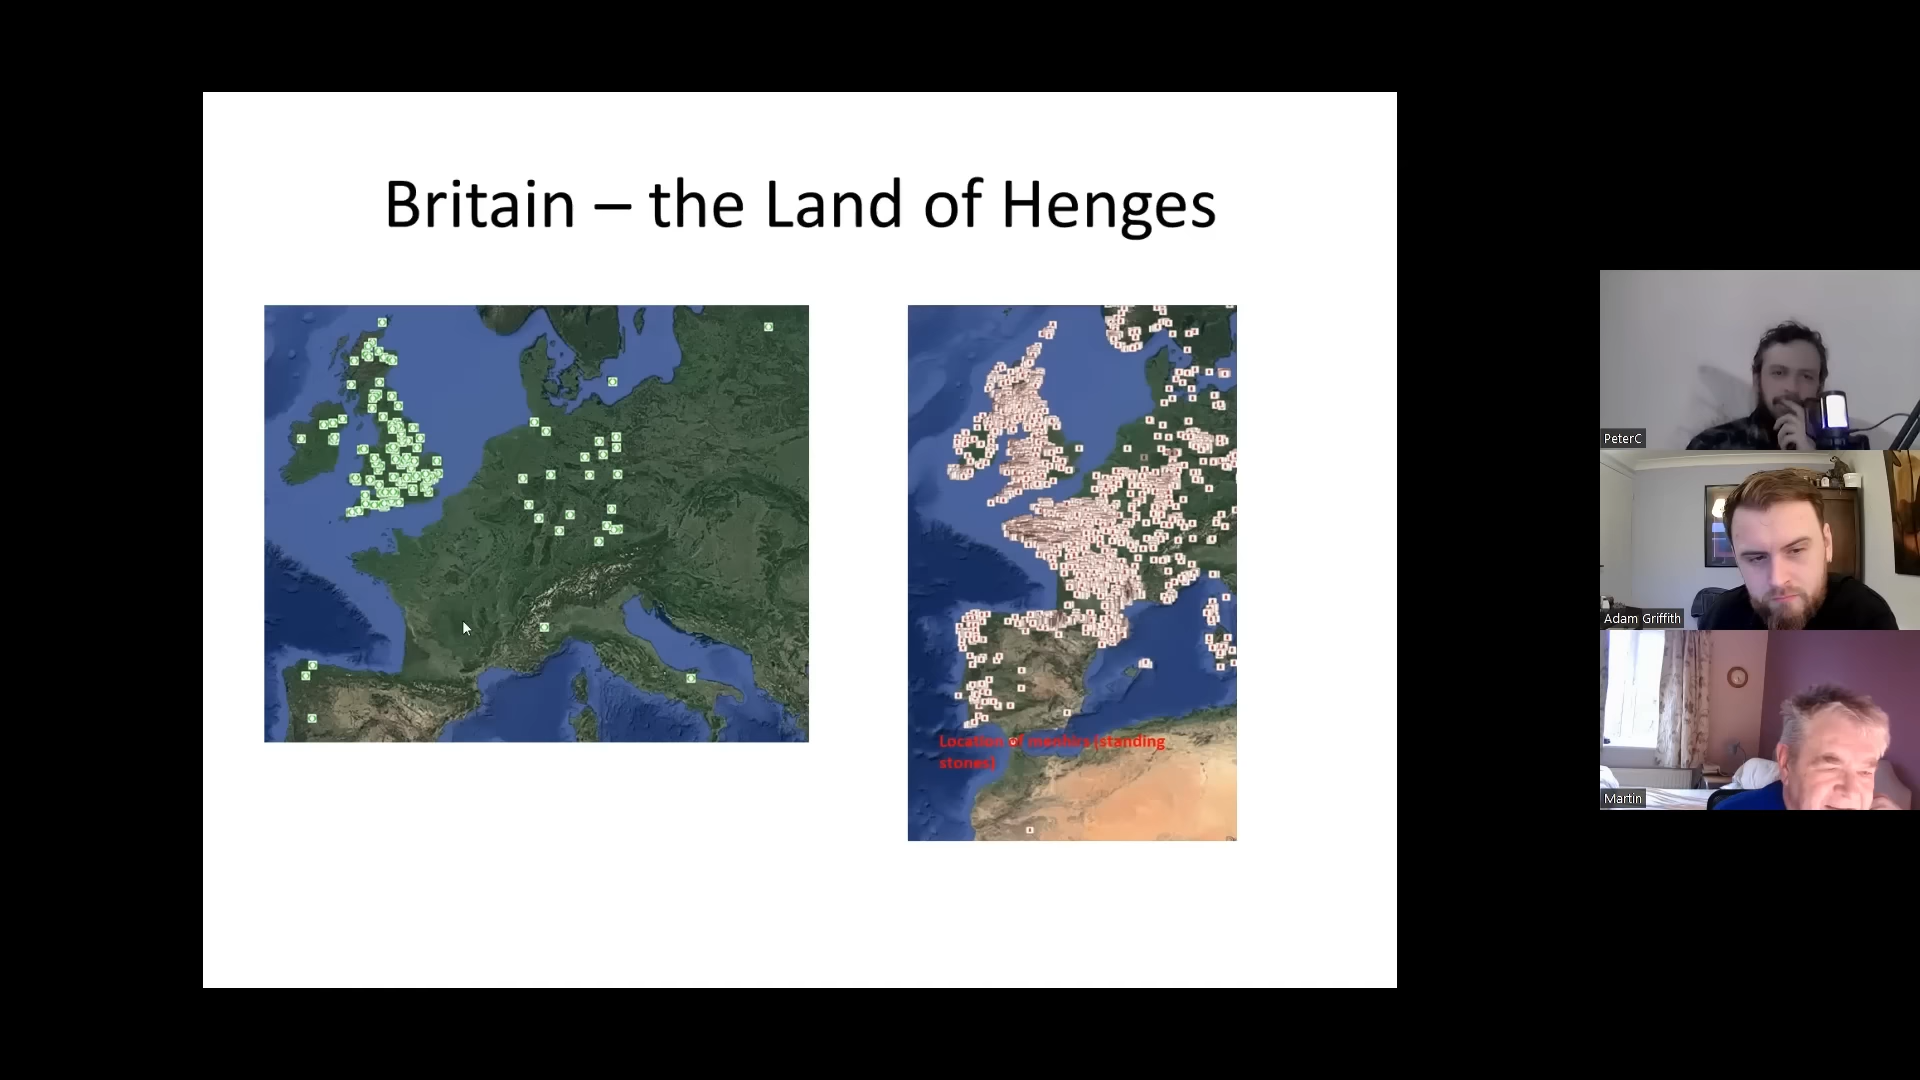 Britain – the Land of Henges
Location of menhirs (standing
stones)
PeterC
Adam Griffith
Martin